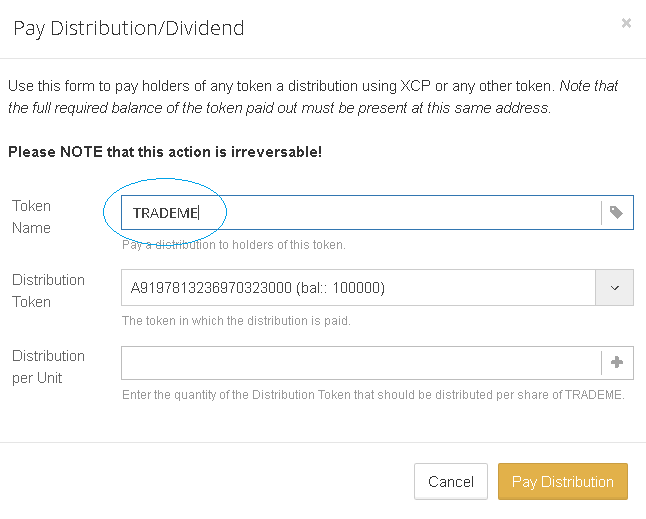 Pay Distribution/Dividend
×
Use this form to pay holders of any token a distribution using XCP or any other token. Note that
the full required balance of the token paid out must be present at this same address.
Please NOTE that this action is irreversable!
Token
Name
TRADEME
Pay a distribution to holders of this token.
Distribution
Token
A9197813236970323000 (bal:: 100000)
The token in which the distribution is paid.
Distribution
per Unit
Enter the quantity of the Distribution Token that should be distributed per share of TRADEME.
Cancel
Pay Distribution